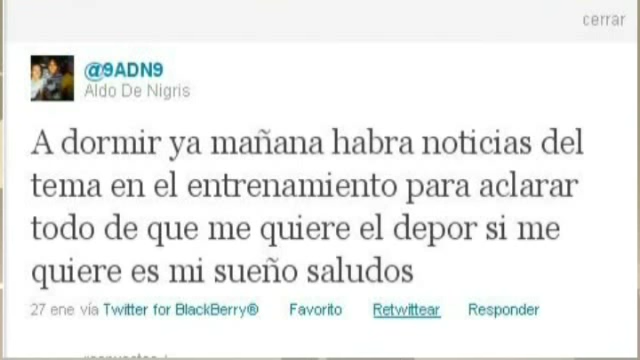 cerrar
@9ADN9
Aldo De Nigris
A dormir ya mañana habra noticias del
tema en el entrenamiento para aclarar
todo de que me quiere el depor si me
quiere es mi sueño saludos
27 ene vía Twitter for BlackBerry® Favorito Retwittear Responder